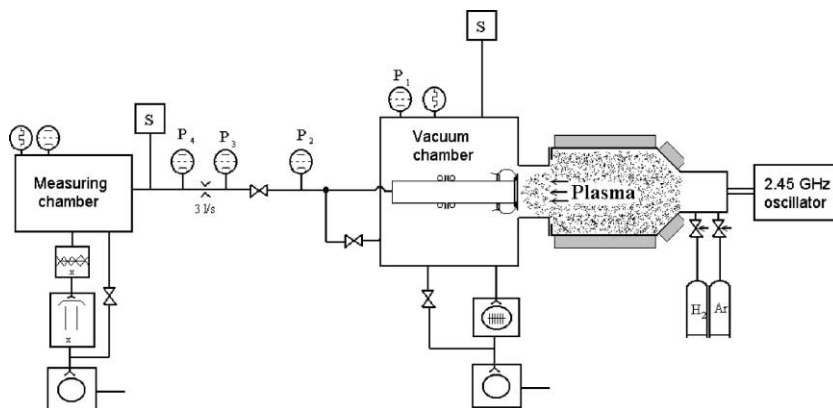 S
P1
S
P4
P3
P2
Vacuum
chamber
Measuring
chamber
3 l/s
Plasma
2.45 GHz
oscillator
H2
Ar